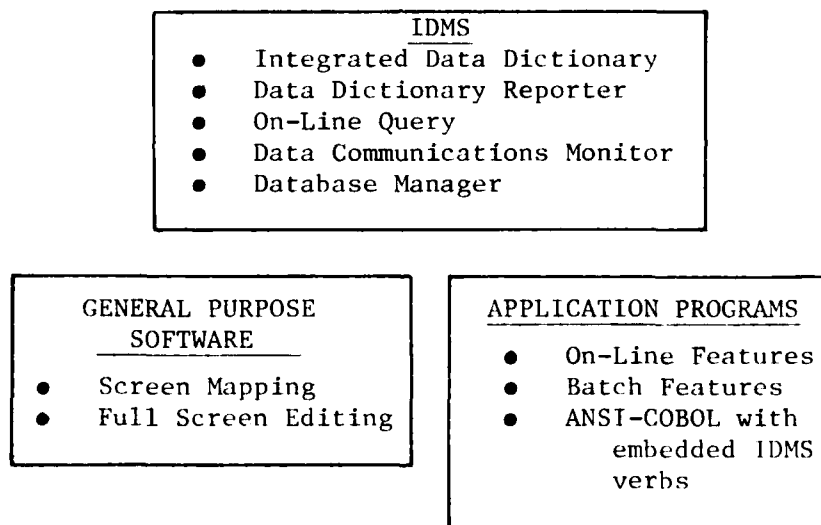 IDMS
● Integrated Data Dictionary
● Data Dictionary Reporter
● On-Line Query
● Data Communications Monitor
● Database Manager
GENERAL PURPOSE
SOFTWARE
● Screen Mapping
● Full Screen Editing
APPLICATION PROGRAMS
● On-Line Features
● Batch Features
● ANSI-COBOL with
embedded IDMS
verbs